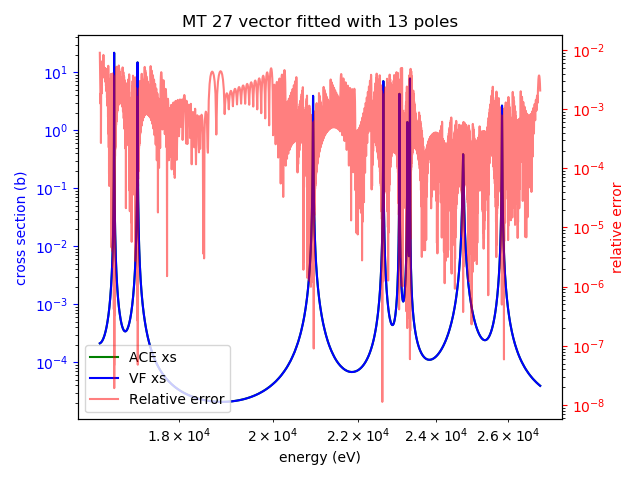 MT 27 vector fitted with 13 poles
10¹
10⁰
10⁻¹
10⁻²
10⁻³
10⁻⁴
cross section (b)
10⁻²
10⁻³
10⁻⁴
10⁻⁵
10⁻⁶
10⁻⁷
10⁻⁸
relative error
ACE xs
VF xs
Relative error
1.8 × 10⁴
2 × 10⁴
2.2 × 10⁴
2.4 × 10⁴
2.6 × 10⁴
energy (eV)